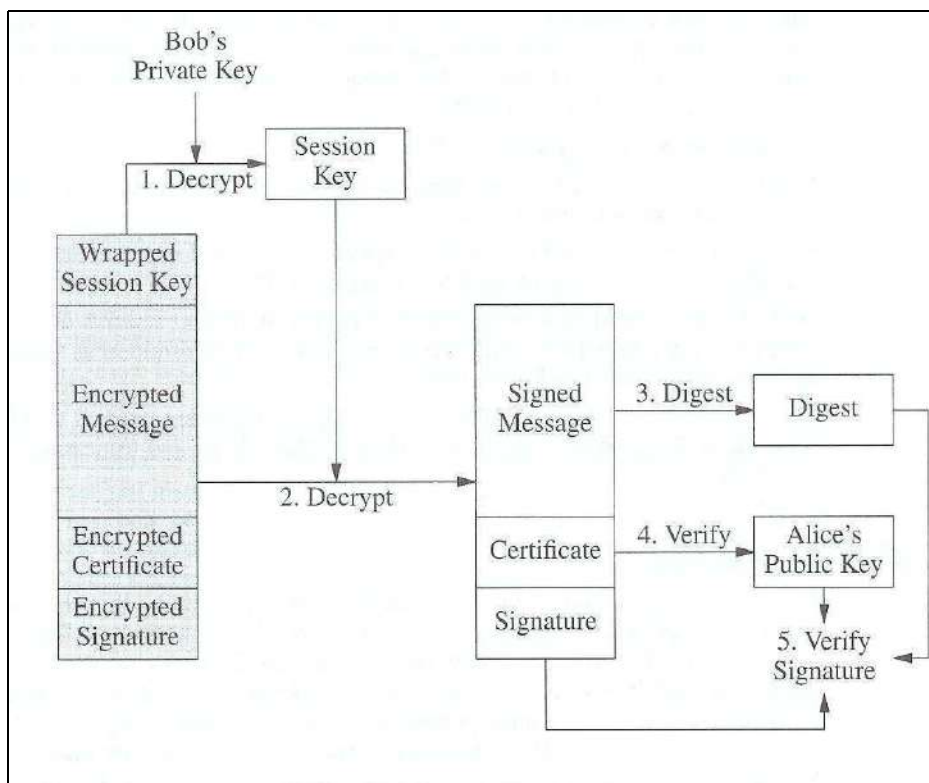 Bob's
Private Key
Session
Key
1. Decrypt
Wrapped
Session Key
Encrypted
Message
Signed
Message
3. Digest
Digest
2. Decrypt
Encrypted
Certificate
Certificate
4. Verify
Alice's
Public Key
Encrypted
Signature
Signature
5. Verify
Signature